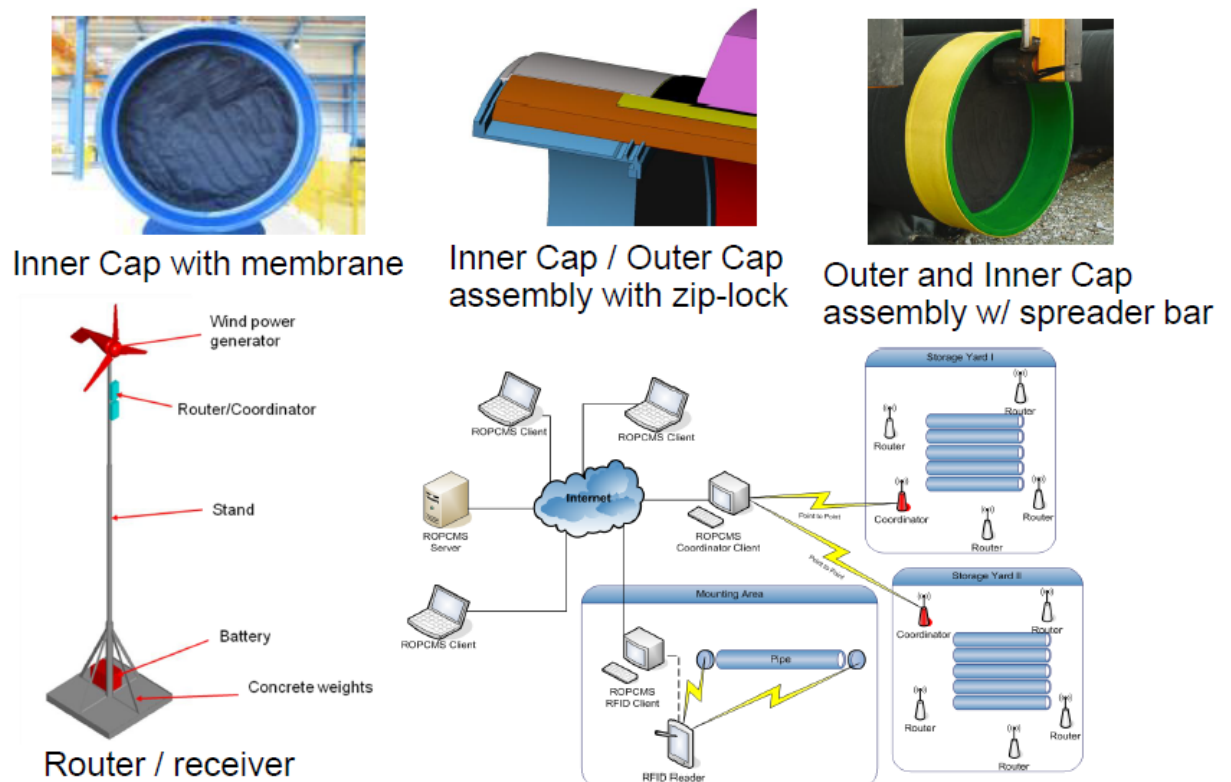 Inner Cap with membrane
Inner Cap / Outer Cap
assembly with zip-lock
Outer and Inner Cap
assembly w/ spreader bar
Wind power
generator
Router/Coordinator
Stand
Battery
Concrete weights
Router / receiver
ROPCMS Client
ROPCMS Client
Internet
ROPCMS
Server
ROPCMS
Coordinator Client
ROPCMS Client
Point to Point
Point to Point
Storage Yard I
Router
Router
Coordinator
Router
Router
Storage Yard II
Coordinator
Router
Router
Router
Router
Mounting Area
Pipe
ROPCMS
RFID Client
RFID Reader